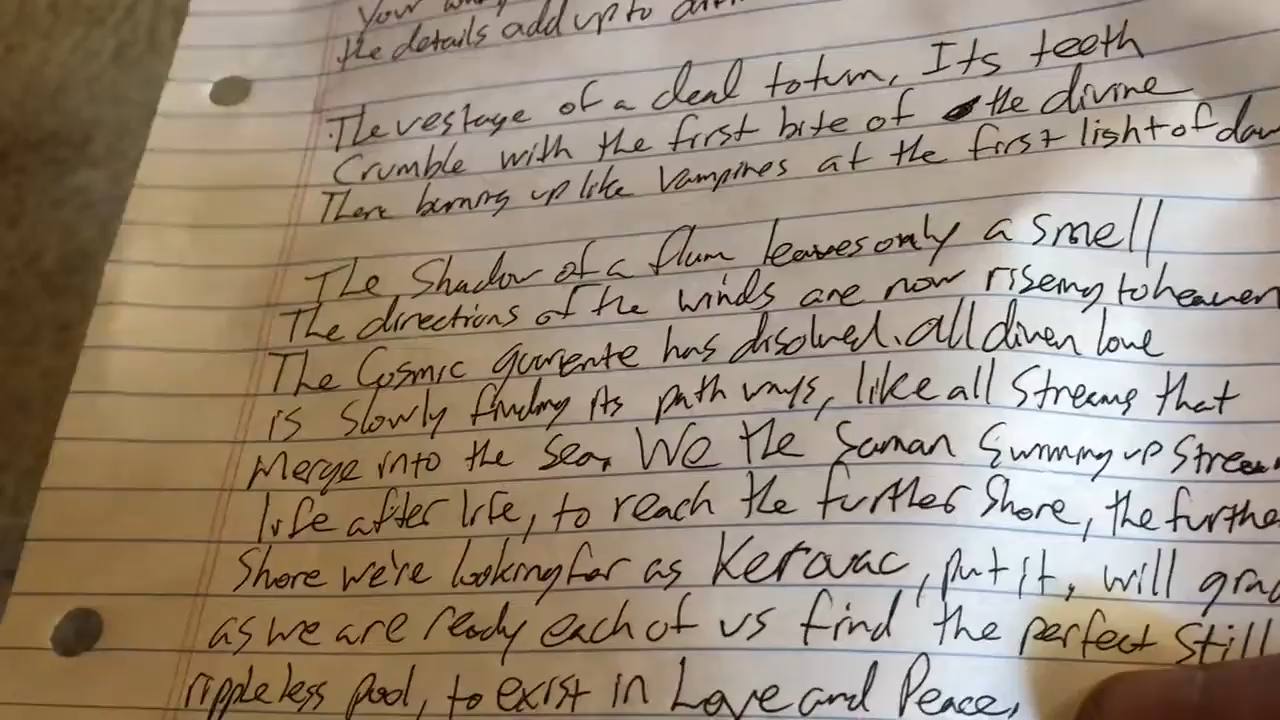 Your
the details add up to
The vestage of a dead totum, Its teeth
Crumble with the first bite of the divine
There burning up like Vampires at the first light of
The Shadow of a flum leaves only a smell
The directions of the winds are now riseing to heaven
The Cosmic has disolved. all diven love
is slowly finding its path ways, like all Streams that
Merge into the Sea, We the Saman Swimming up
life after life, to reach the further Shore, the
Shore we're looking for as Kerouac, put it, will
as we are ready each of us find the perfect Still
rippleless pool, to exist in Love and Peace,